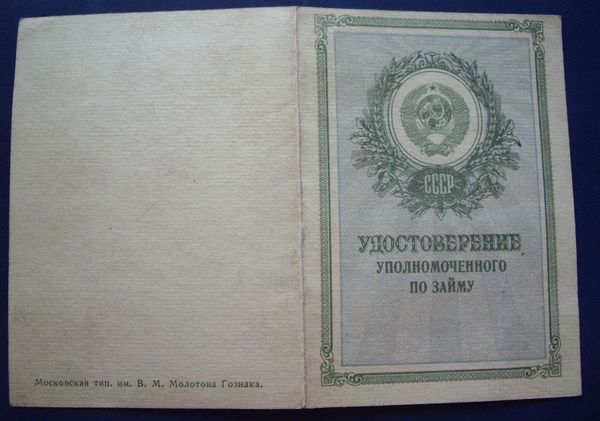 СССР
УДОСТОВЕРЕНИЕ
УПОЛНОМОЧЕННОГО
ПО ЗАЙМУ
Московская тип. им. В. М. Молотова Гознака.